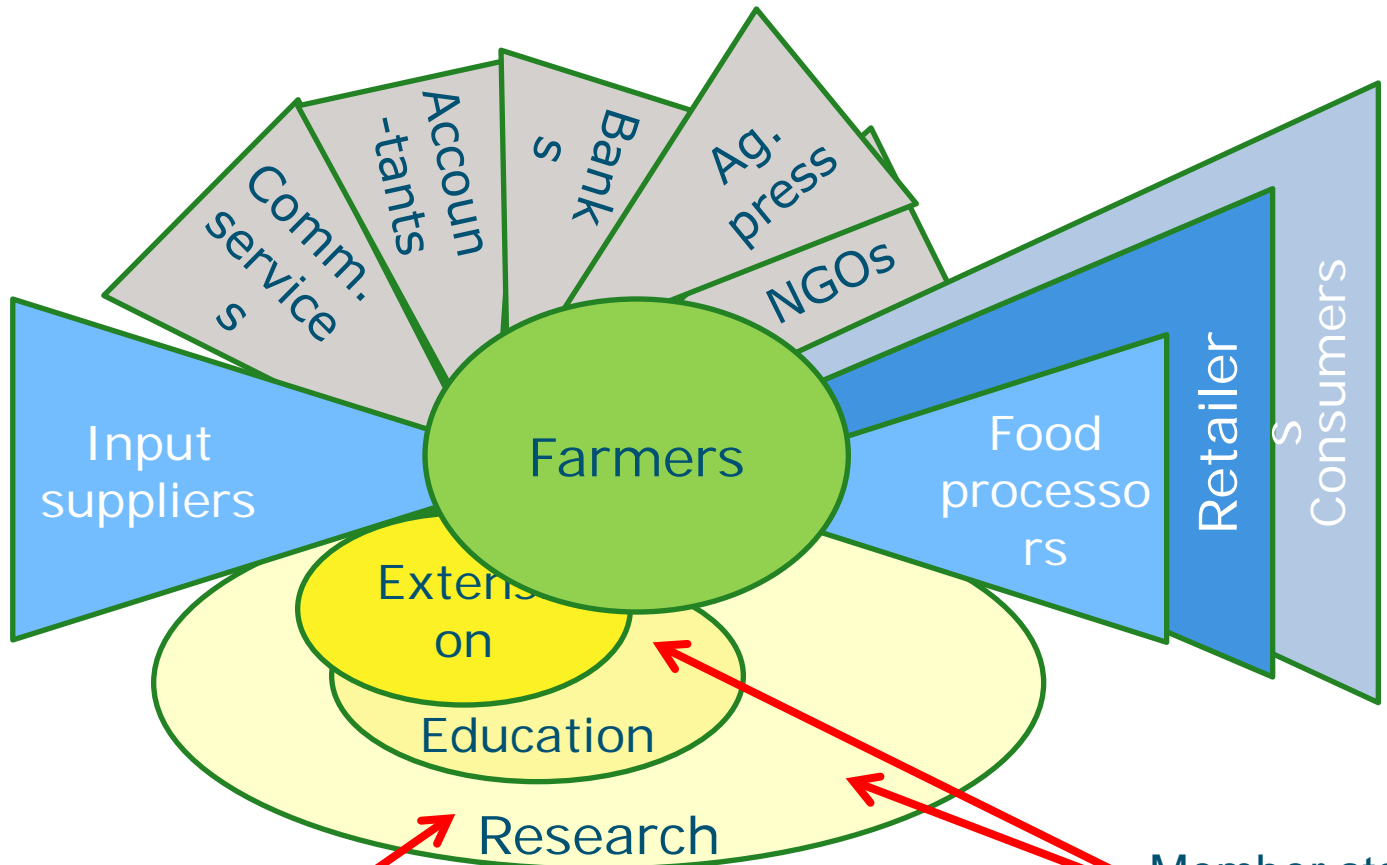 Comm.
service
s
Accoun
-tants
Bank
s
Ag.
press
NGOs
Input
suppliers
Farmers
Food
processo
rs
Retailer
s
Consumers
Extens
on
Education
Research
Member